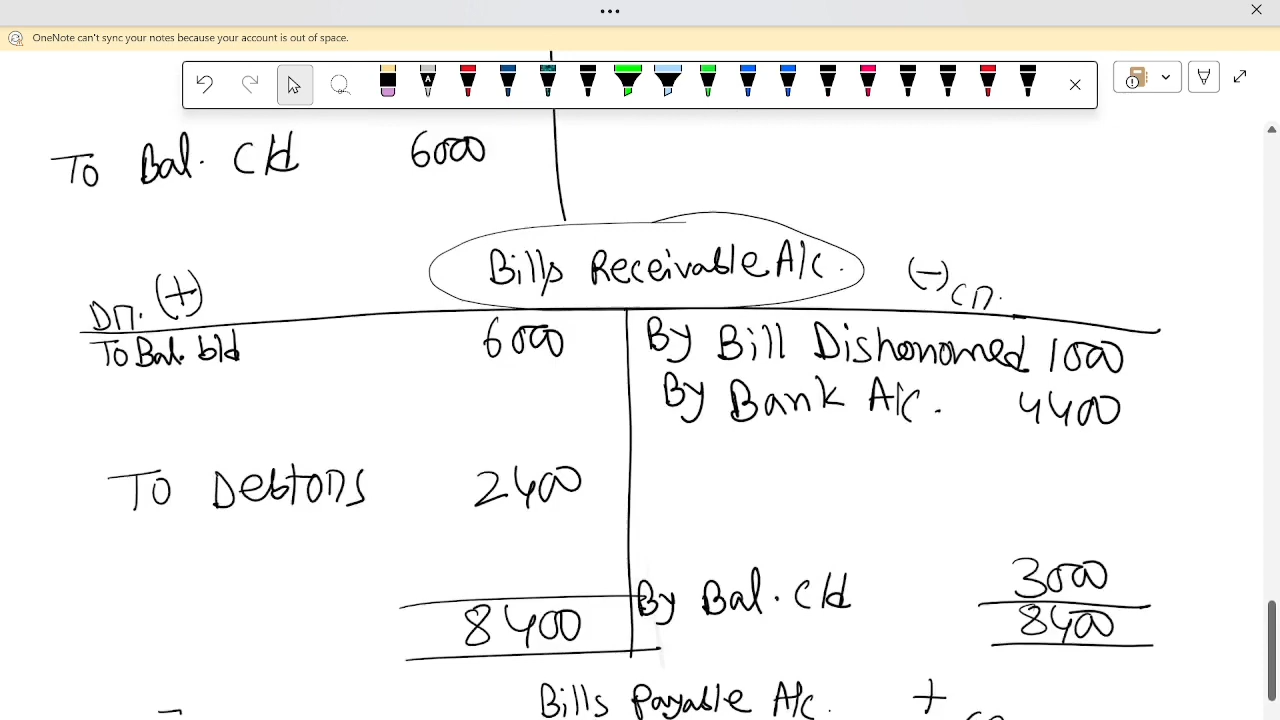 OneNote can't sync your notes because your account is out of space.
To Bal. C/d 6000
Bills Receivable A/c.
Dr. (+) (-) Cr.
To Bal. b/d 6000 By Bill Dishonomed 1000
By Bank A/c. 4400
To Debtors 2400
By Bal. C/d 3000
8400 8400
Bills Payable A/c. +